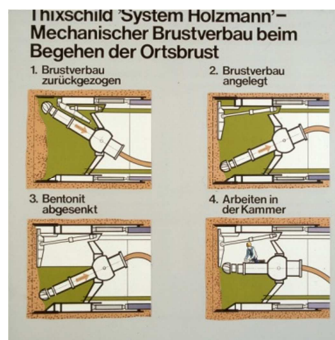 Thixschild 'System Holzmann'–
Mechanischer Brustverbau beim
Begehen der Ortsbrust
1. Brustverbau
zurückgezogen
2. Brustverbau
angelegt
3. Bentonit
abgesenkt
4. Arbeiten in
der Kammer